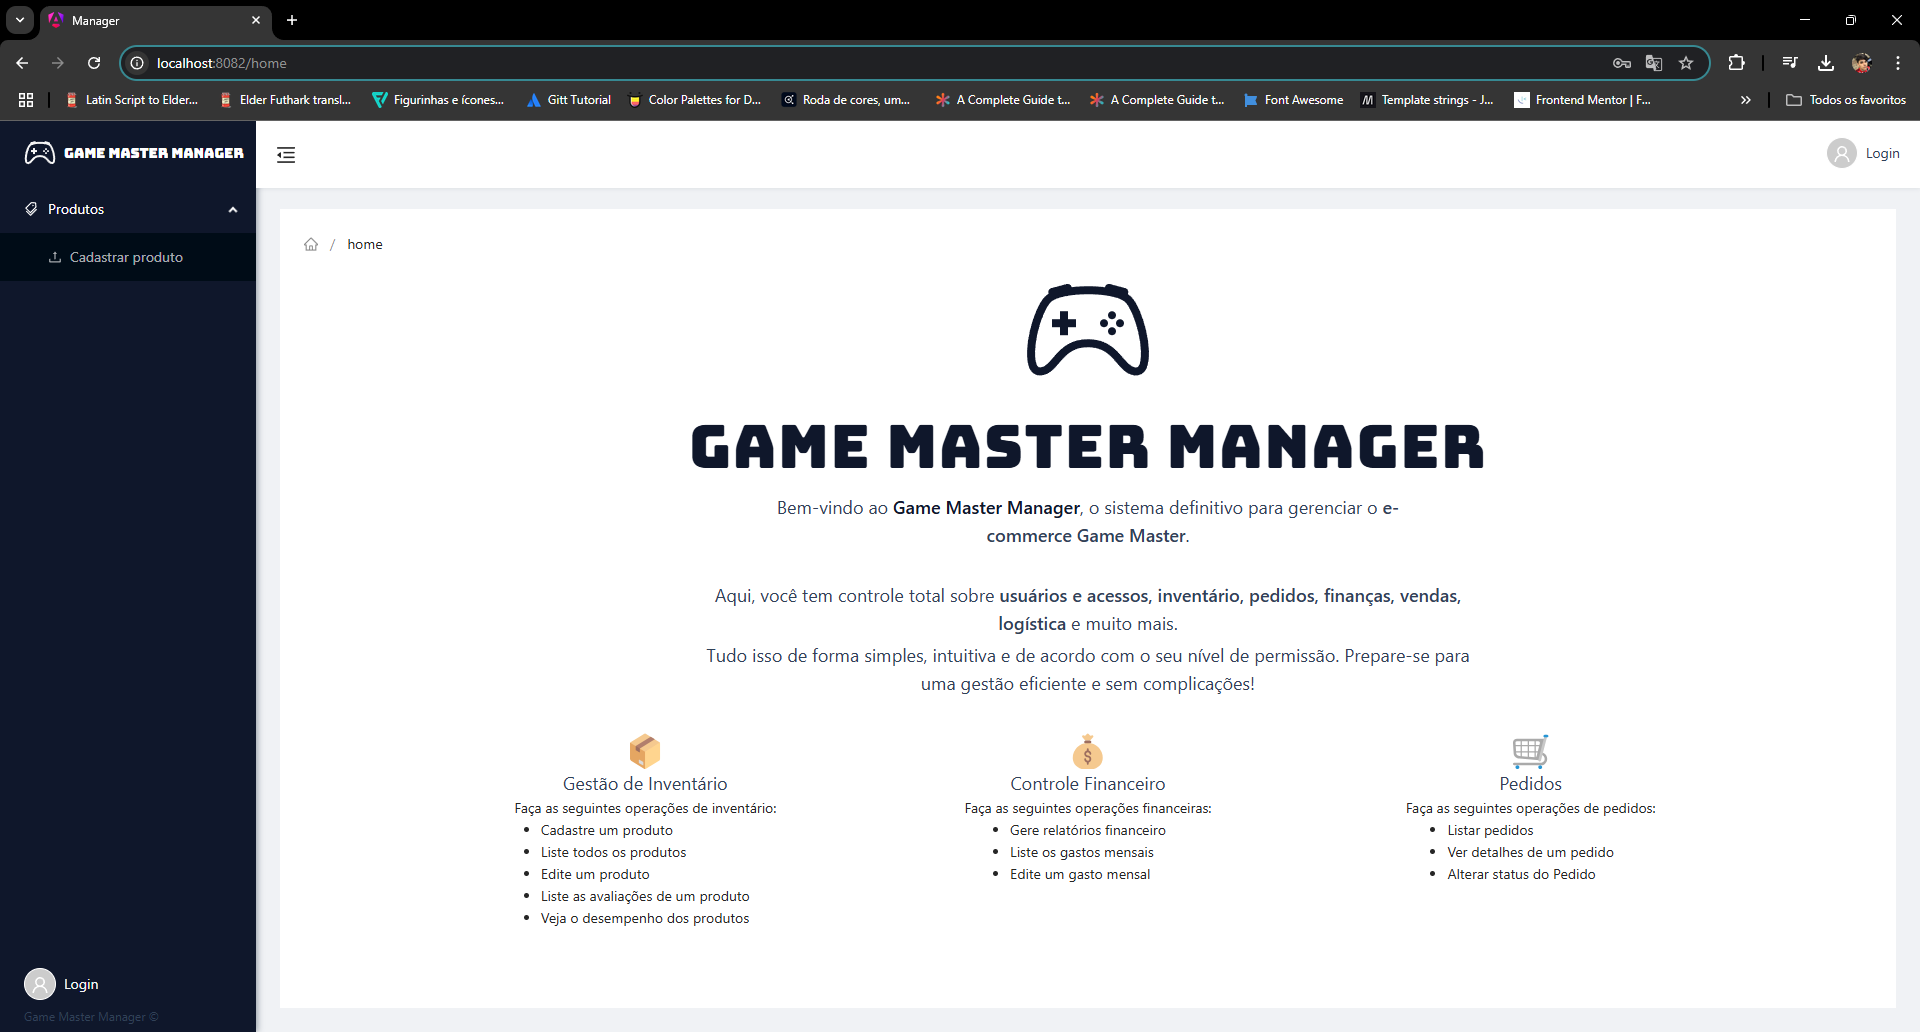 Manager
localhost:8082/home
Latin Script to Elder...
Elder Futhark transl...
Figurinhas e ícones...
Gitt Tutorial
Color Palettes for D...
Roda de cores, um...
A Complete Guide t...
A Complete Guide t...
Font Awesome
Template strings - J...
Frontend Mentor | F...
Todos os favoritos
GAME MASTER MANAGER
Login
Produtos
Cadastrar produto
/ home
GAME MASTER MANAGER
Bem-vindo ao Game Master Manager, o sistema definitivo para gerenciar o e-
commerce Game Master.
Aqui, você tem controle total sobre usuários e acessos, inventário, pedidos, finanças, vendas,
logística e muito mais.
Tudo isso de forma simples, intuitiva e de acordo com o seu nível de permissão. Prepare-se para
uma gestão eficiente e sem complicações!
Gestão de Inventário
Faça as seguintes operações de inventário:
• Cadastre um produto
• Liste todos os produtos
• Edite um produto
• Liste as avaliações de um produto
• Veja o desempenho dos produtos
Controle Financeiro
Faça as seguintes operações financeiras:
• Gere relatórios financeiro
• Liste os gastos mensais
• Edite um gasto mensal
Pedidos
Faça as seguintes operações de pedidos:
• Listar pedidos
• Ver detalhes de um pedido
• Alterar status do Pedido
Login
Game Master Manager ©